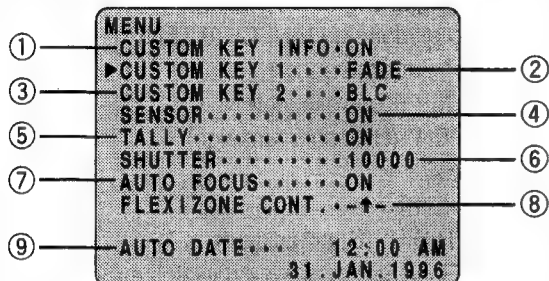 MENU
① CUSTOM KEY INFO·ON
▶CUSTOM KEY 1····FADE ②
③ CUSTOM KEY 2····BLC
SENSOR··········ON ④
⑤ TALLY···········ON
SHUTTER·········10000 ⑥
⑦ AUTO FOCUS······ON
FLEXIZONE CONT.·-↑- ⑧
⑨ AUTO DATE··· 12:00 AM
31.JAN.1996